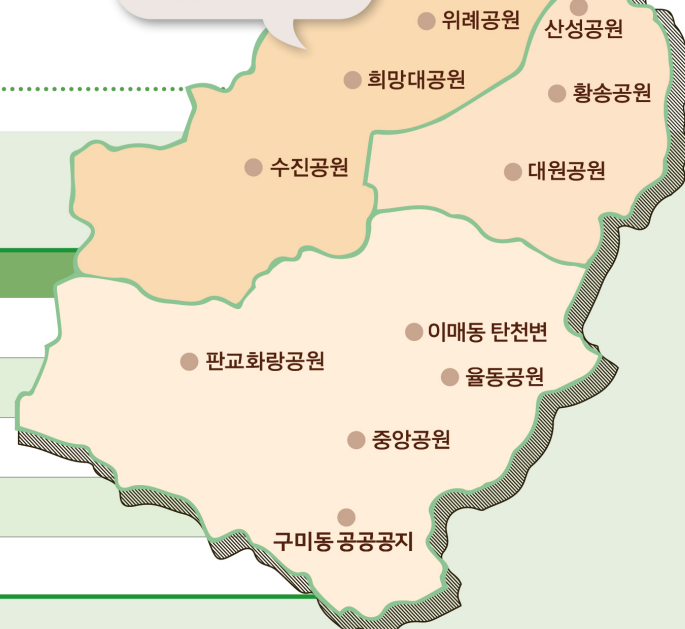 위례공원
산성공원
희망대공원
황송공원
수진공원
대원공원
이매동 탄천변
판교화랑공원
율동공원
중앙공원
구미동 공공공지